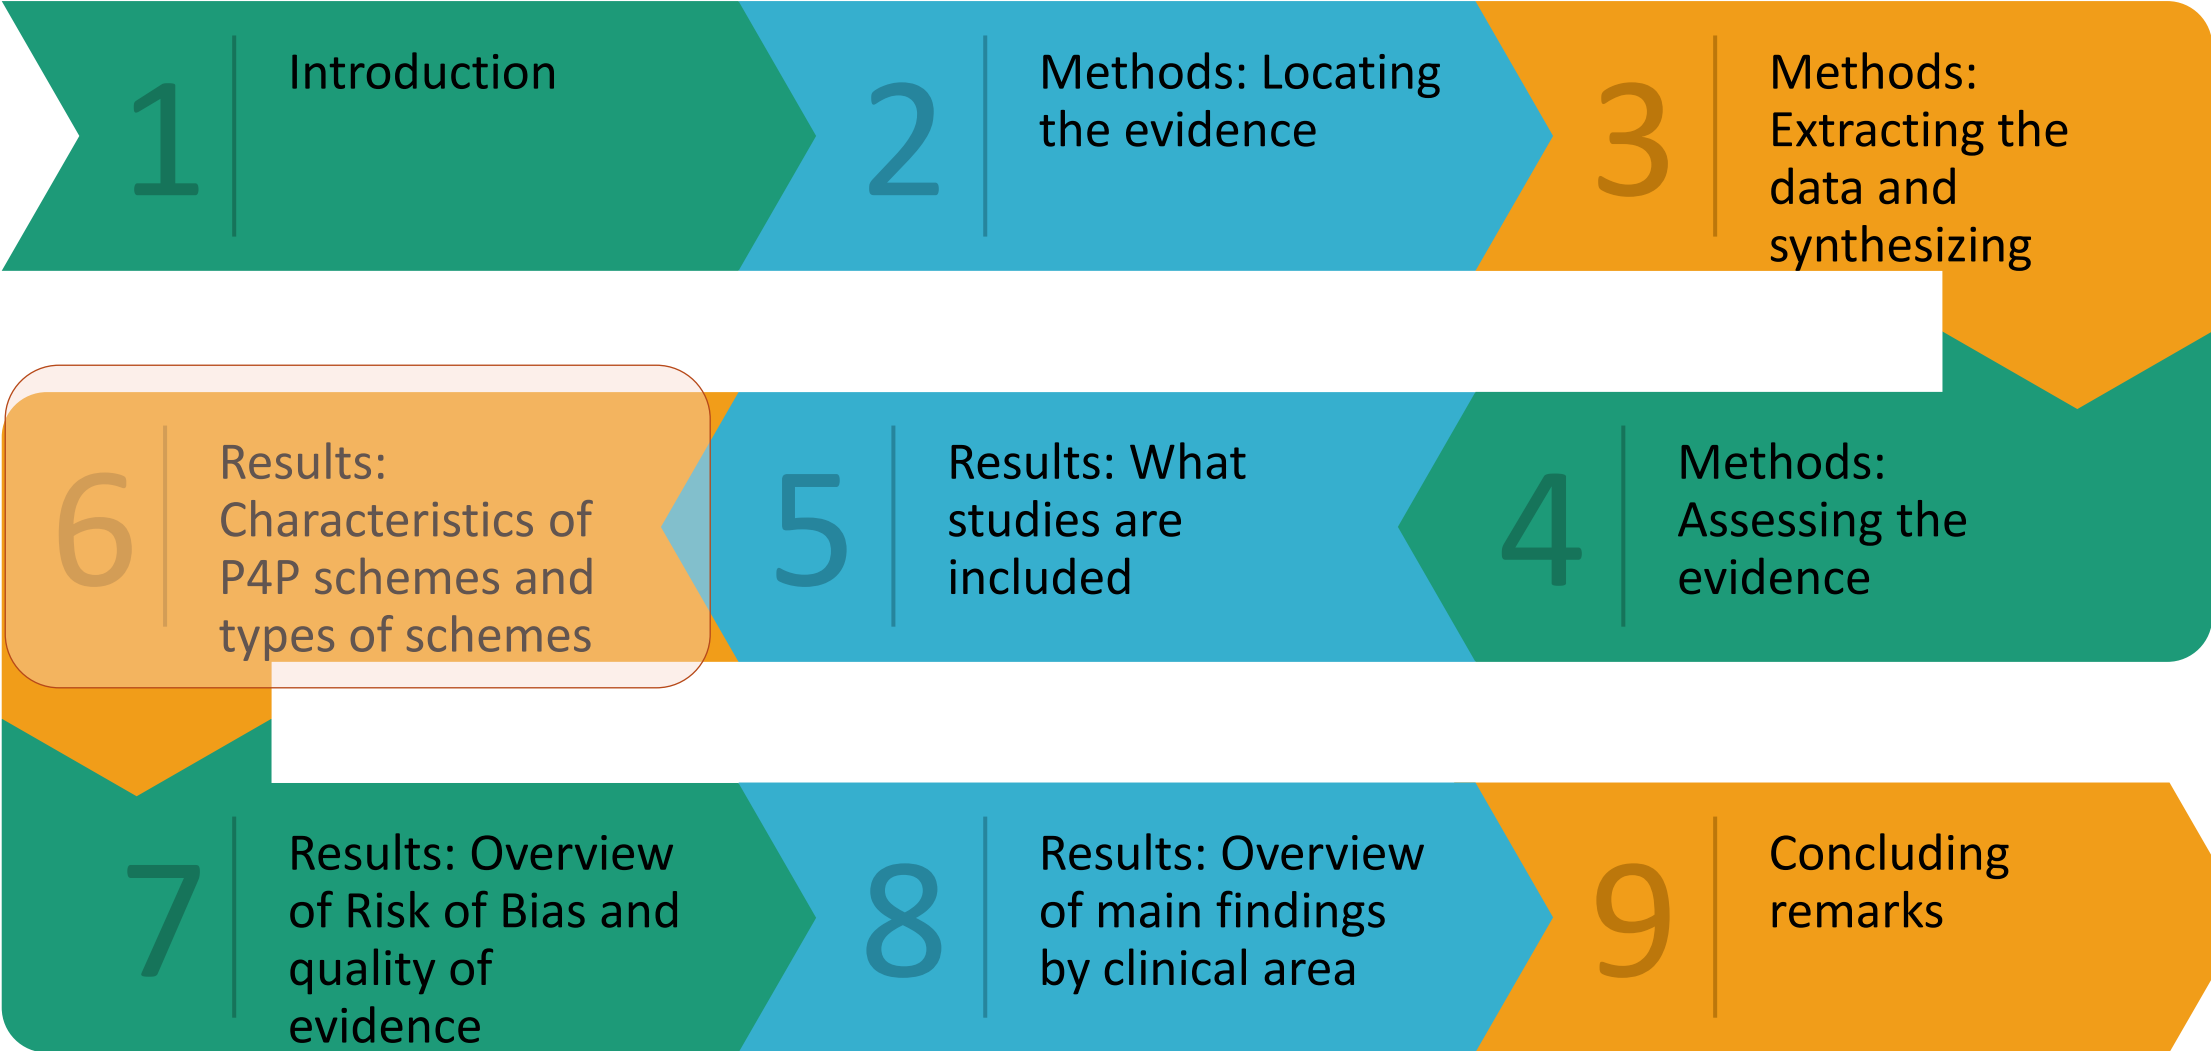 1
Introduction
2
Methods: Locating
the evidence
3
Methods:
Extracting the
data and
synthesizing
4
Methods:
Assessing the
evidence
5
Results: What
studies are
included
6
Results:
Characteristics of
P4P schemes and
types of schemes
7
Results: Overview
of Risk of Bias and
quality of
evidence
8
Results: Overview
of main findings
by clinical area
9
Concluding
remarks